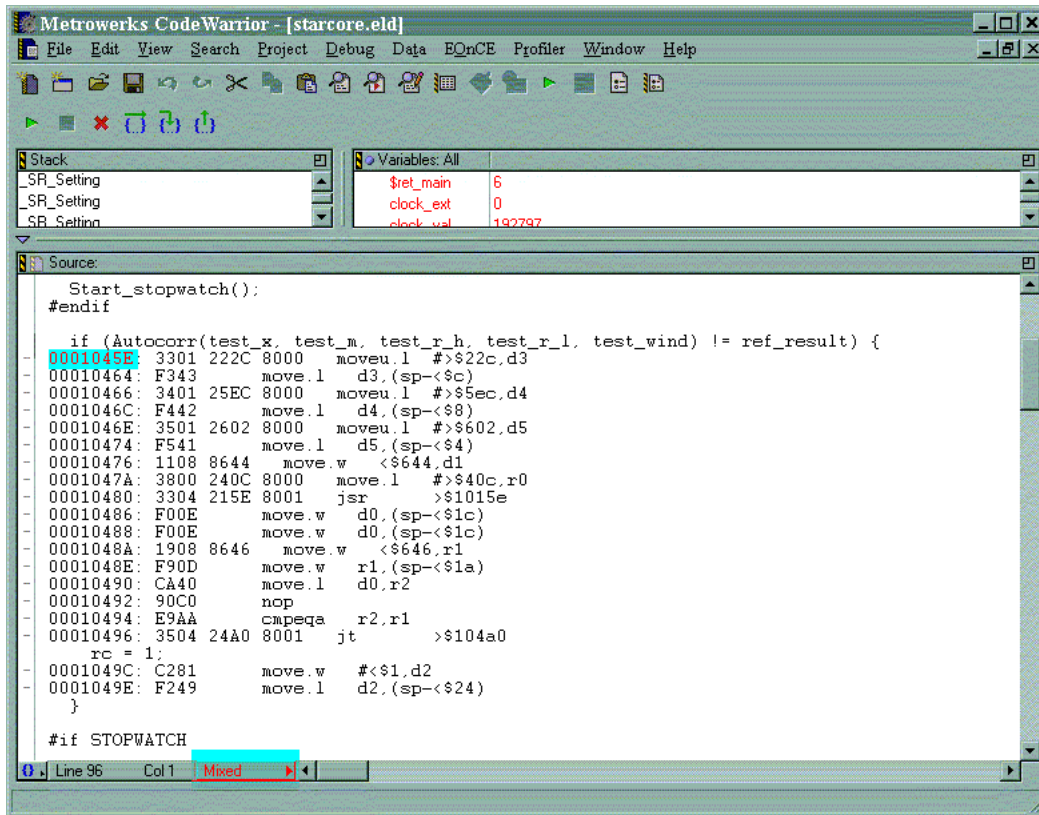 Metrowerks CodeWarrior - [starcore.eld]
File Edit View Search Project Debug Data EOnCE Profiler Window Help
Stack
Variables: All
_SR_Setting
$ret_main 6
_SR_Setting
clock_ext 0
_SR_Setting
clock_val 192797
Source:
Start_stopwatch();
#endif
if (Autocorr(test_x, test_m, test_r_h, test_r_l, test_wind) != ref_result) {
0001045E: 3301 222C 8000 moveu.l #>$22c,d3
00010464: F343 move.l d3,(sp-<$c)
00010466: 3401 25EC 8000 moveu.l #>$5ec,d4
0001046C: F442 move.l d4,(sp-<$8)
0001046E: 3501 2602 8000 moveu.l #>$602,d5
00010474: F541 move.l d5,(sp-<$4)
00010476: 1108 8644 move.w <$644,d1
0001047A: 3800 240C 8000 move.l #>$40c,r0
00010480: 3304 215E 8001 jsr >$1015e
00010486: F00E move.w d0,(sp-<$1c)
00010488: F00E move.w d0,(sp-<$1c)
0001048A: 1908 8646 move.w <$646,r1
0001048E: F90D move.w r1,(sp-<$1a)
00010490: CA40 move.l d0,r2
00010492: 90C0 nop
00010494: E9AA cmpeqa r2,r1
00010496: 3504 24A0 8001 jt >$104a0
rc = 1;
0001049C: C281 move.w #<$1,d2
0001049E: F249 move.l d2,(sp-<$24)
}
#if STOPWATCH
Line 96 Col 1 Mixed